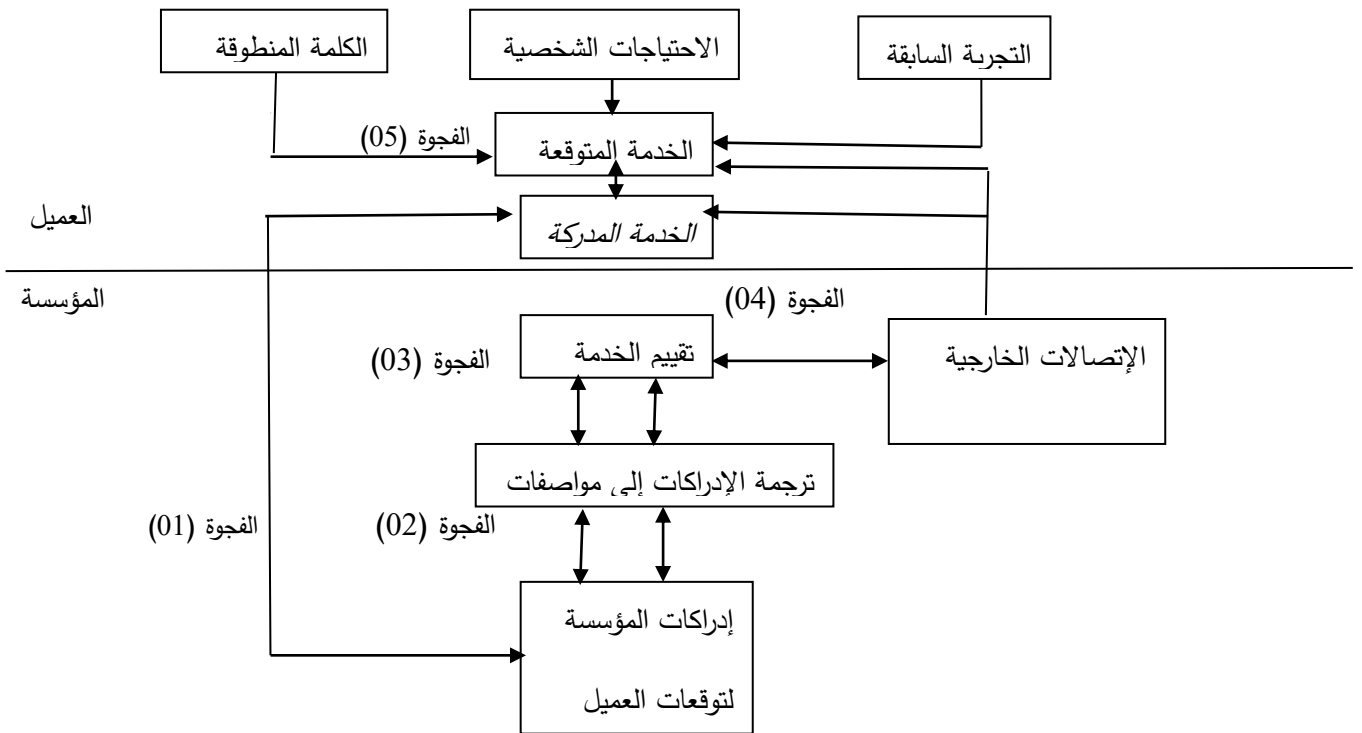 التجربة السابقة
الاحتياجات الشخصية
الكلمة المنطوقة
الفجوة (05)
الخدمة المتوقعة
العميل
الخدمة المدركة
المؤسسة
الفجوة (04)
الإتصالات الخارجية
تقييم الخدمة
الفجوة (03)
ترجمة الإدراكات إلى مواصفات
الفجوة (02)
الفجوة (01)
إدراكات المؤسسة
لتوقعات العميل